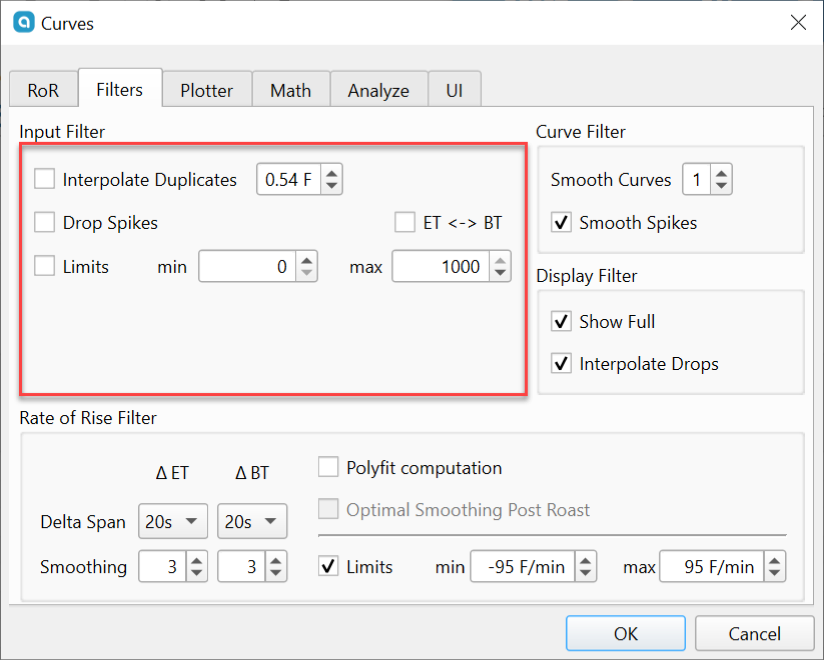 Curves
RoR Filters Plotter Math Analyze UI
Input Filter
Interpolate Duplicates 0.54 F
Drop Spikes ET <-> BT
Limits min 0 max 1000
Curve Filter
Smooth Curves 1
Smooth Spikes
Display Filter
Show Full
Interpolate Drops
Rate of Rise Filter
Δ ET Δ BT
Delta Span 20s 20s
Smoothing 3 3
Polyfit computation
Optimal Smoothing Post Roast
Limits min -95 F/min max 95 F/min
OK Cancel